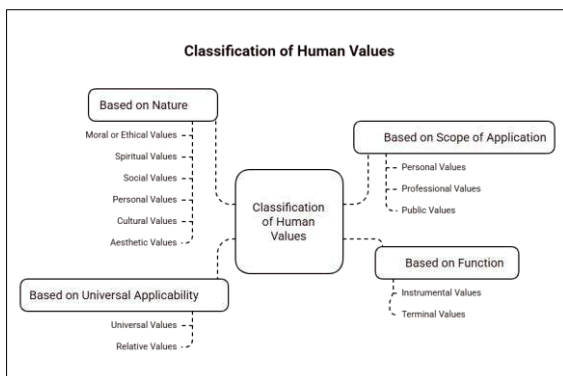 Classification of Human Values
Based on Nature
Moral or Ethical Values
Spiritual Values
Social Values
Personal Values
Cultural Values
Aesthetic Values
Based on Universal Applicability
Universal Values
Relative Values
Classification
of Human
Values
Based on Scope of Application
Personal Values
Professional Values
Public Values
Based on Function
Instrumental Values
Terminal Values